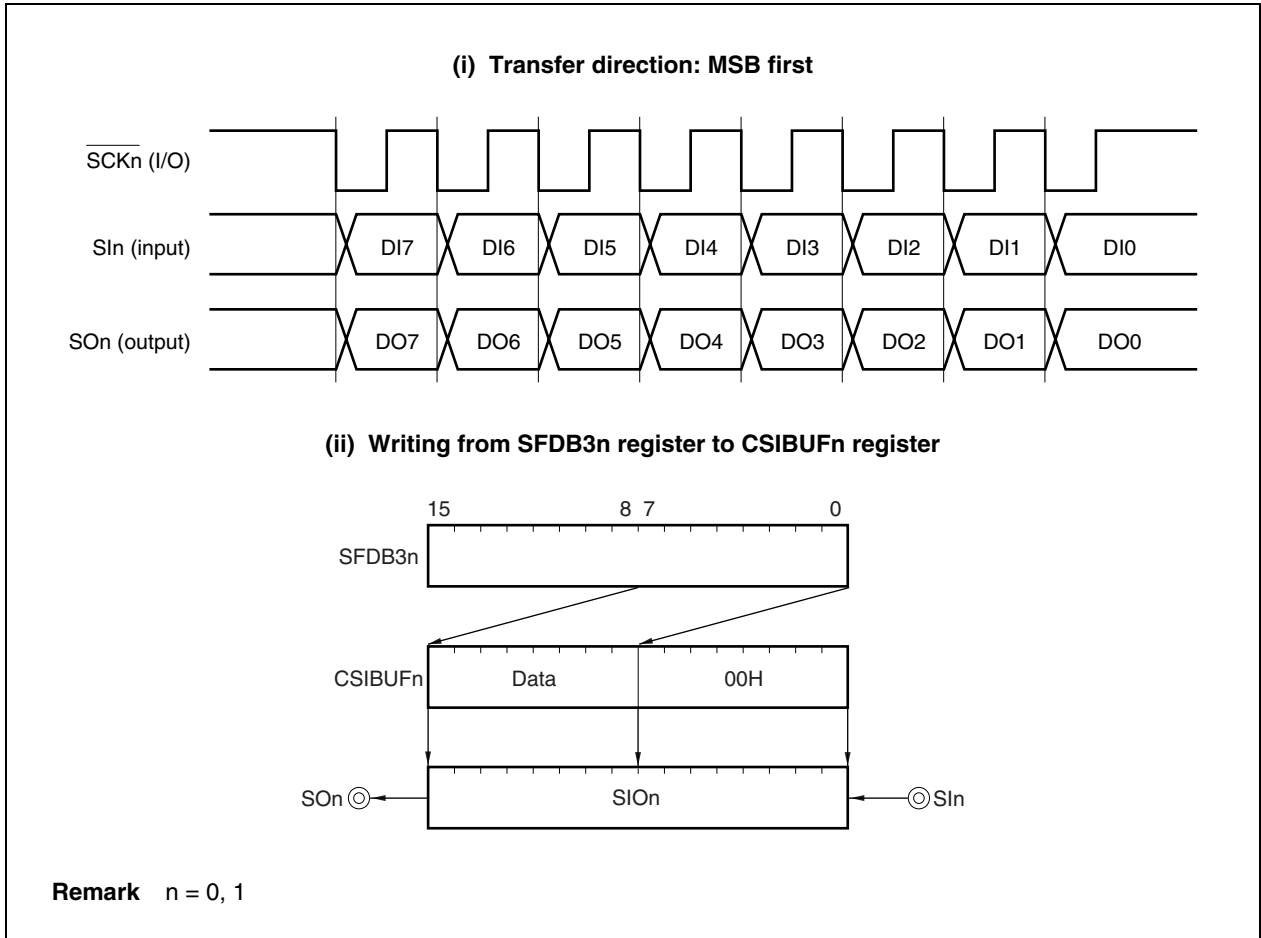 (i) Transfer direction: MSB first
SCKn (I/O)
SIn (input)
DI7 DI6 DI5 DI4 DI3 DI2 DI1 DI0
SOn (output)
DO7 DO6 DO5 DO4 DO3 DO2 DO1 DO0
(ii) Writing from SFDB3n register to CSIBUFn register
15 8 7 0
SFDB3n
CSIBUFn Data 00H
SOn SIOn SIn
Remark n = 0, 1